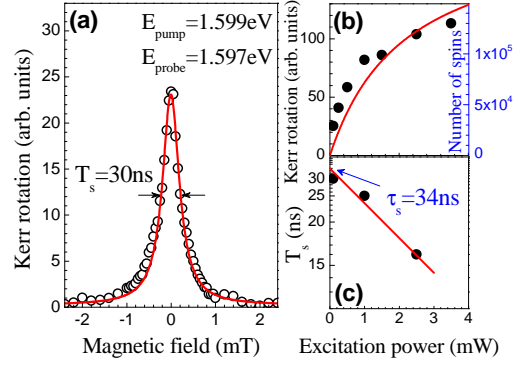 (a)
E_pump=1.599eV
E_probe=1.597eV
T_s=30ns
Kerr rotation (arb. units)
0
5
10
15
20
25
30
-2
-1
0
1
2
Magnetic field (mT)
(b)
Kerr rotation (arb. units)
0
50
100
Number of spins
0
5x10^4
1x10^5
(c)
τ_s=34ns
T_s (ns)
15
20
25
30
0
1
2
3
4
Excitation power (mW)